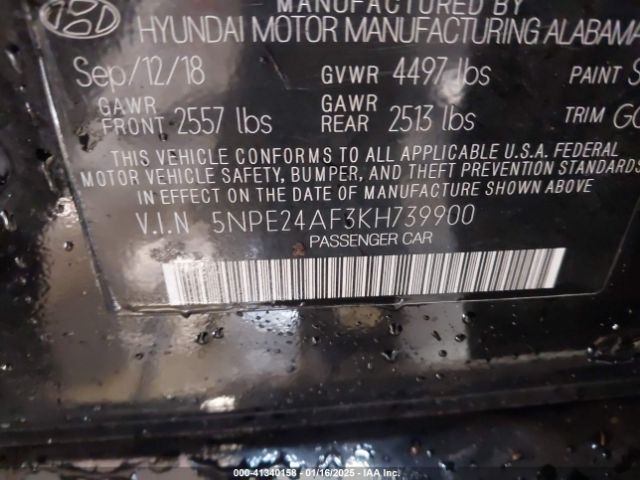 MANUFACTURED BY
HYUNDAI MOTOR MANUFACTURING ALABAMA
Sep/12/18 GVWR 4497 lbs PAINT S
GAWR FRONT 2557 lbs GAWR REAR 2513 lbs TRIM GO
THIS VEHICLE CONFORMS TO ALL APPLICABLE U.S.A. FEDERAL
MOTOR VEHICLE SAFETY, BUMPER, AND THEFT PREVENTION STANDARDS
IN EFFECT ON THE DATE OF MANUFACTURE SHOWN ABOVE
V.I.N 5NPE24AF3KH739900
PASSENGER CAR
000-41340158 - 01/16/2025 - IAA Inc.